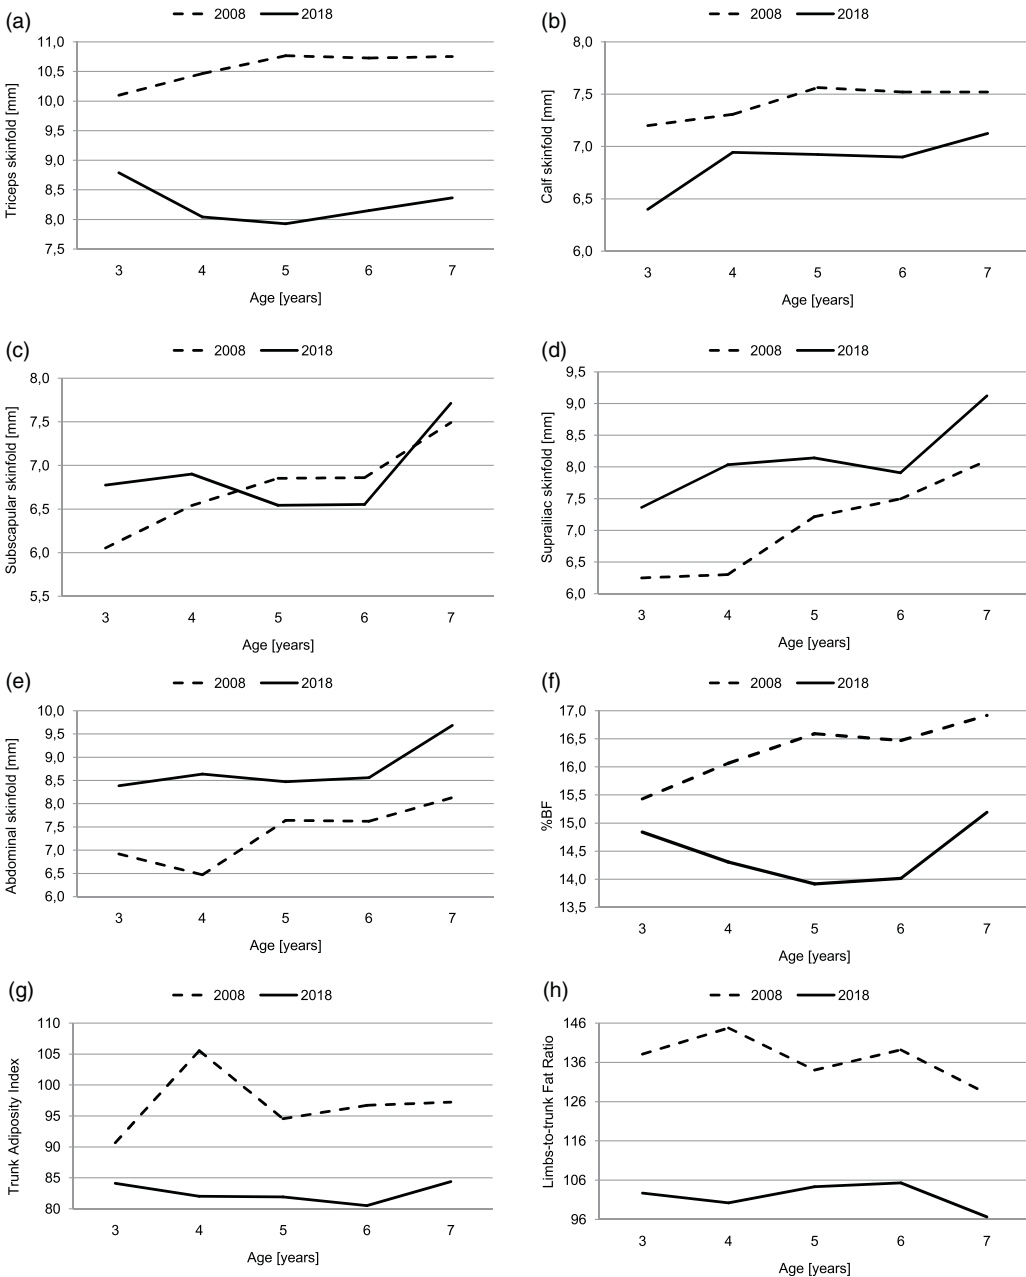 (a)
2008 2018
11,0
10,5
10,0
9,5
9,0
8,5
8,0
7,5
Triceps skinfold [mm]
3 4 5 6 7
Age [years]
(b)
2008 2018
8,0
7,5
7,0
6,5
6,0
Calf skinfold [mm]
3 4 5 6 7
Age [years]
(c)
2008 2018
8,0
7,5
7,0
6,5
6,0
5,5
Subscapular skinfold [mm]
3 4 5 6 7
Age [years]
(d)
2008 2018
9,5
9,0
8,5
8,0
7,5
7,0
6,5
6,0
Suprailiac skinfold [mm]
3 4 5 6 7
Age [years]
(e)
2008 2018
10,0
9,5
9,0
8,5
8,0
7,5
7,0
6,5
6,0
Abdominal skinfold [mm]
3 4 5 6 7
Age [years]
(f)
2008 2018
17,0
16,5
16,0
15,5
15,0
14,5
14,0
13,5
%BF
3 4 5 6 7
Age [years]
(g)
2008 2018
110
105
100
95
90
85
80
Trunk Adiposity Index
3 4 5 6 7
Age [years]
(h)
2008 2018
146
136
126
116
106
96
Limbs-to-trunk Fat Ratio
3 4 5 6 7
Age [years]